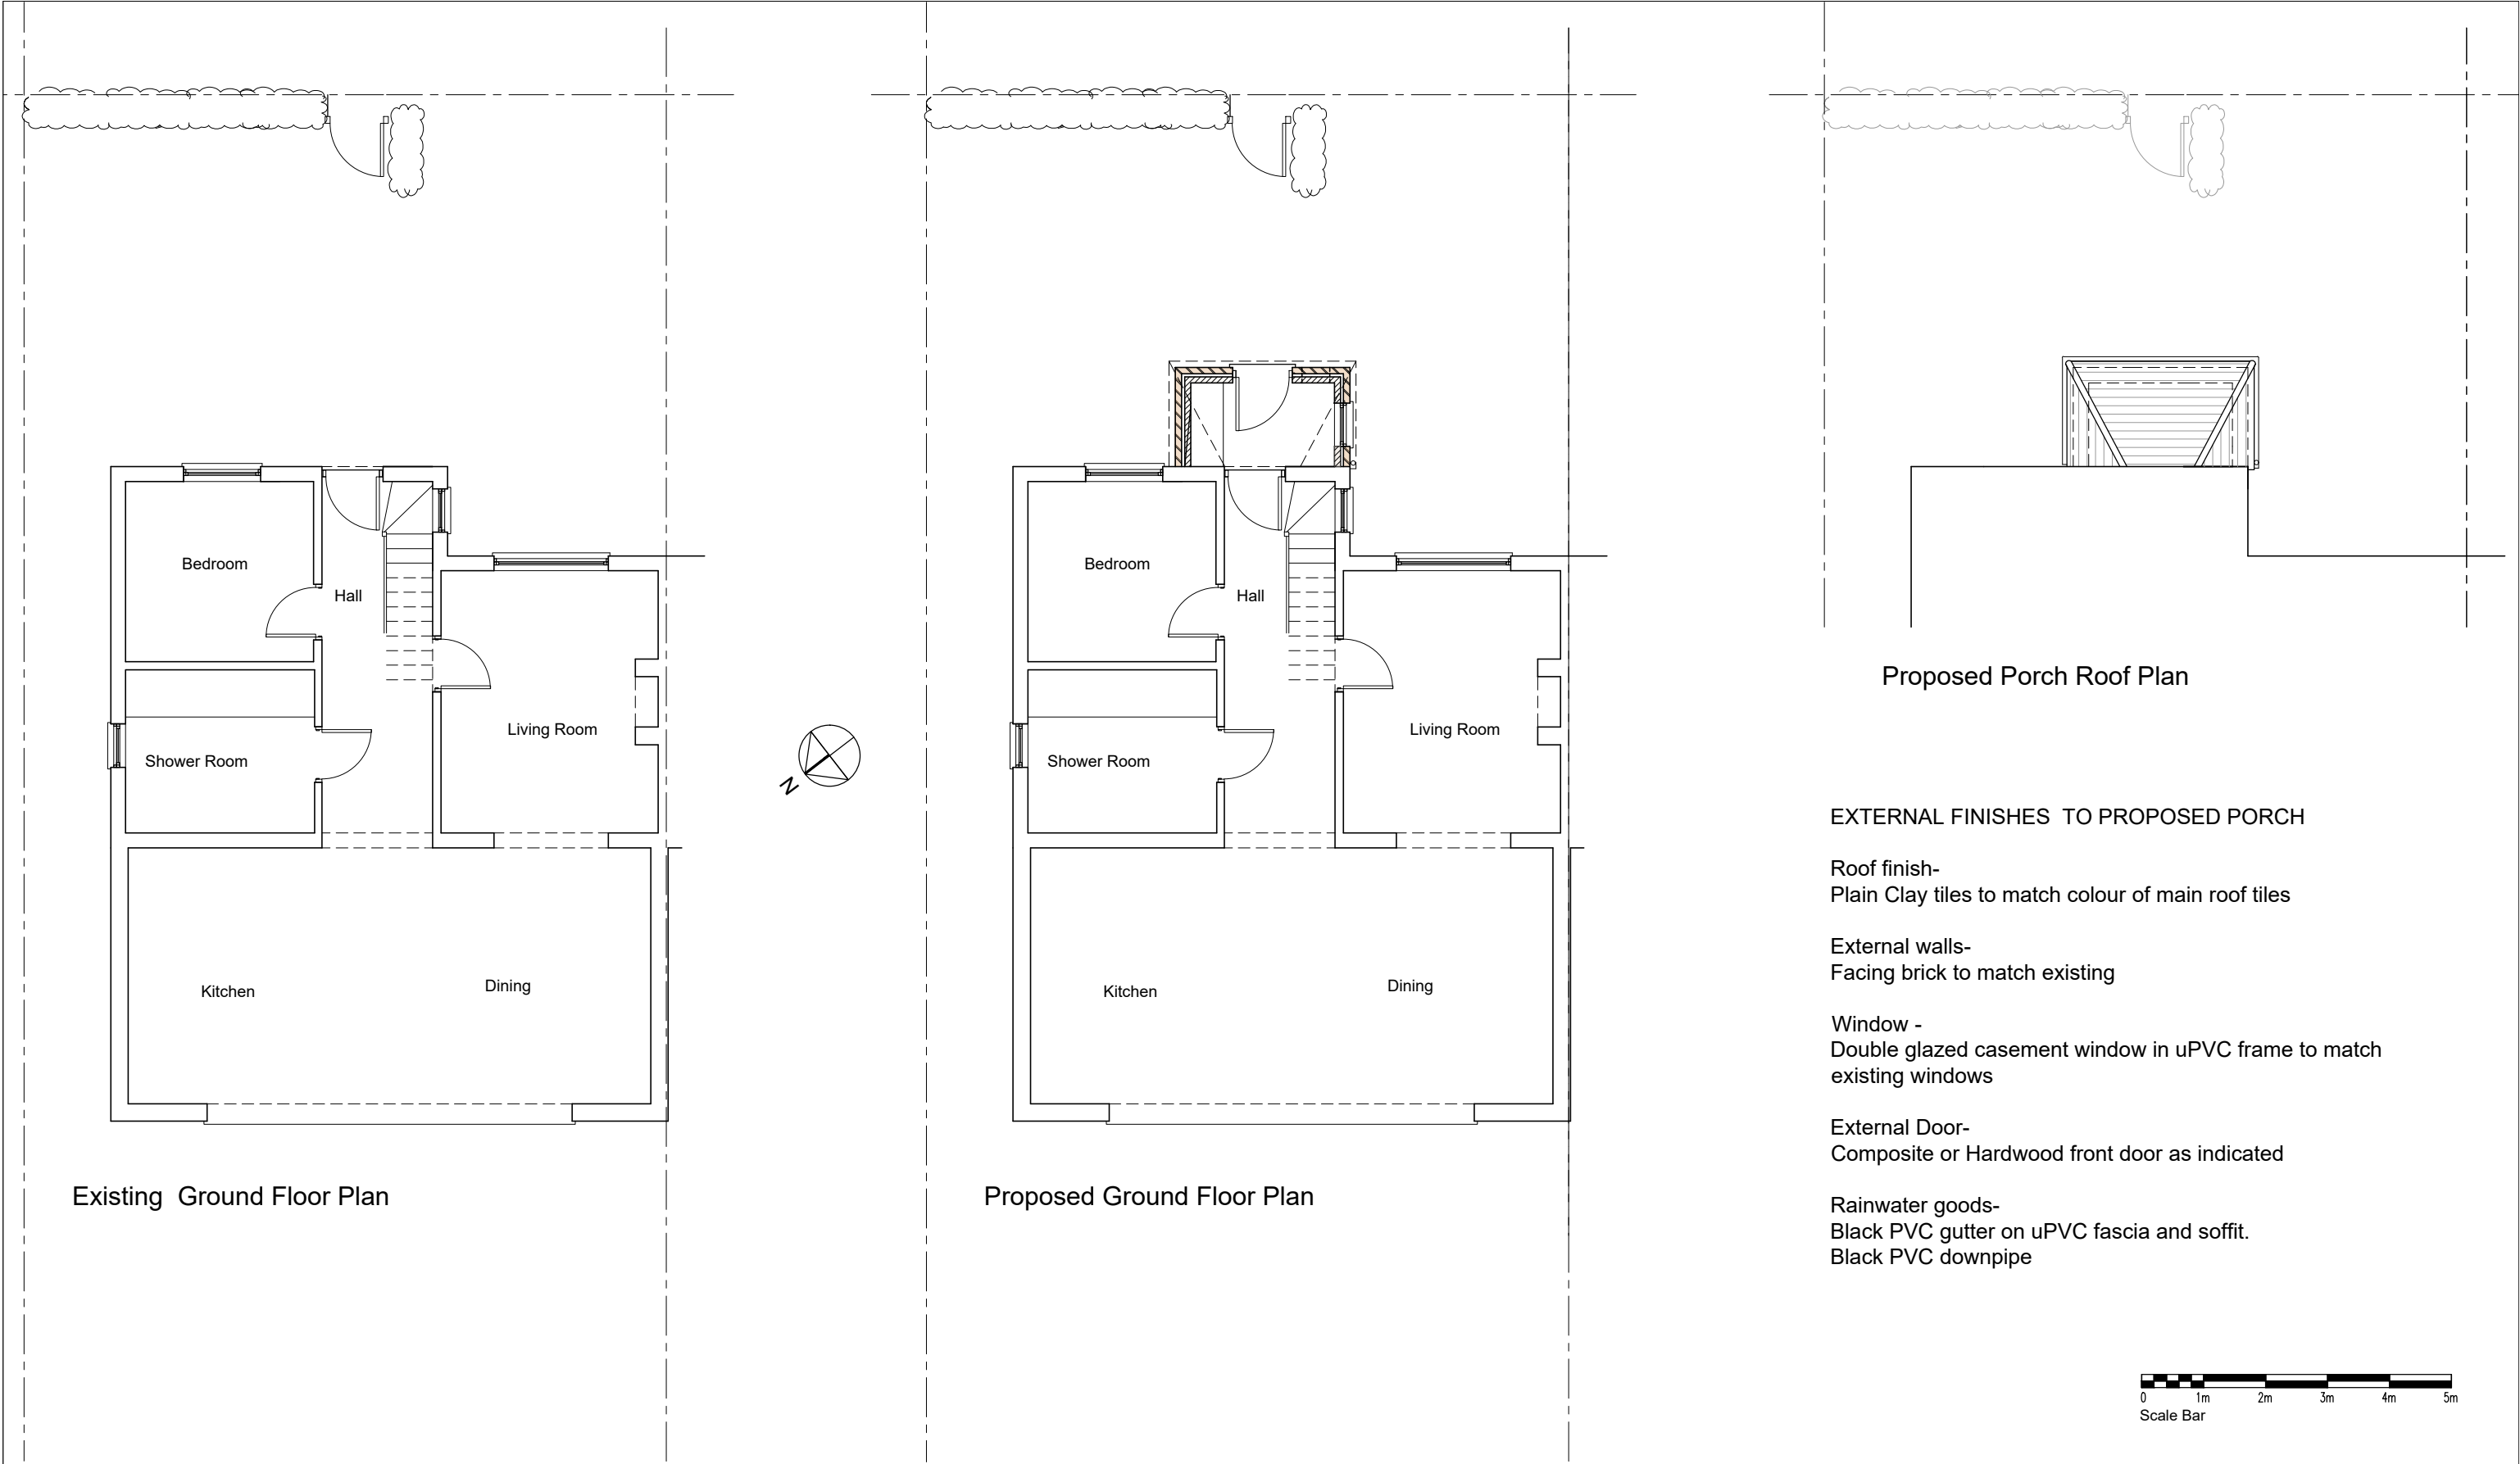 Bedroom
Hall
Living Room
Shower Room
Kitchen
Dining
Existing  Ground Floor Plan
N
Bedroom
Hall
Living Room
Shower Room
Kitchen
Dining
Proposed Ground Floor Plan
Proposed Porch Roof Plan
EXTERNAL FINISHES  TO PROPOSED PORCH
Roof finish-
Plain Clay tiles to match colour of main roof tiles
External walls-
Facing brick to match existing
Window -
Double glazed casement window in uPVC frame to match
existing windows
External Door-
Composite or Hardwood front door as indicated
Rainwater goods-
Black PVC gutter on uPVC fascia and soffit.
Black PVC downpipe
0 1m 2m 3m 4m 5m
Scale Bar